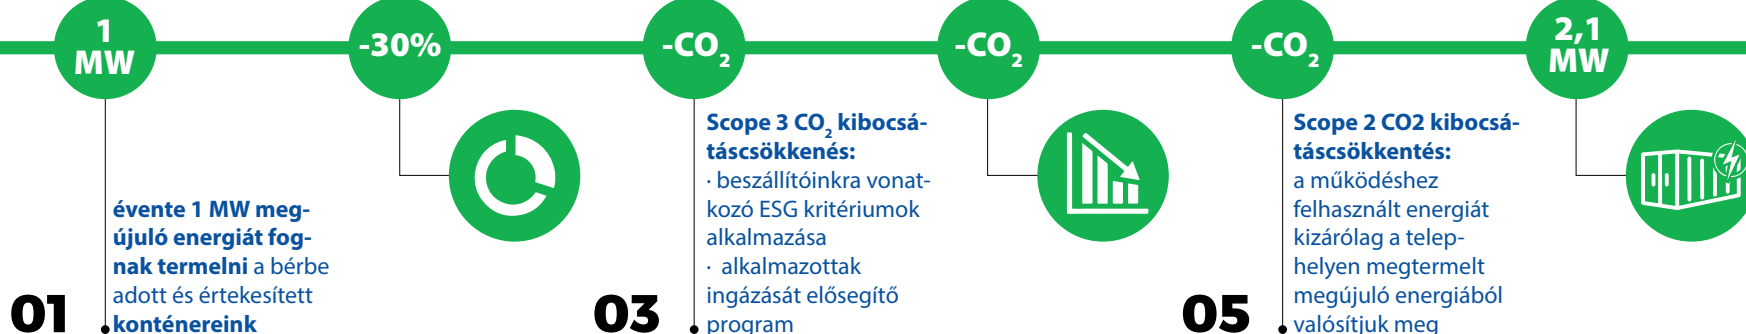 1
MW
-30%
-CO₂
-CO₂
-CO₂
2,1
MW
évente 1 MW meg-
újuló energiát fog-
nak termelni a bérbe
adott és értekesített
konténereink
01
Scope 3 CO₂ kibocsá-
táscsökkenés:
· beszállítóinkra vonat-
kozó ESG kritériumok
alkalmazása
· alkalmazottak
ingázását elősegítő
program
03
Scope 2 CO2 kibocsá-
táscsökkentés:
a működéshez
felhasznált energiát
kizárólag a telep-
helyen megtermelt
megújuló energiából
valósítjuk meg
05